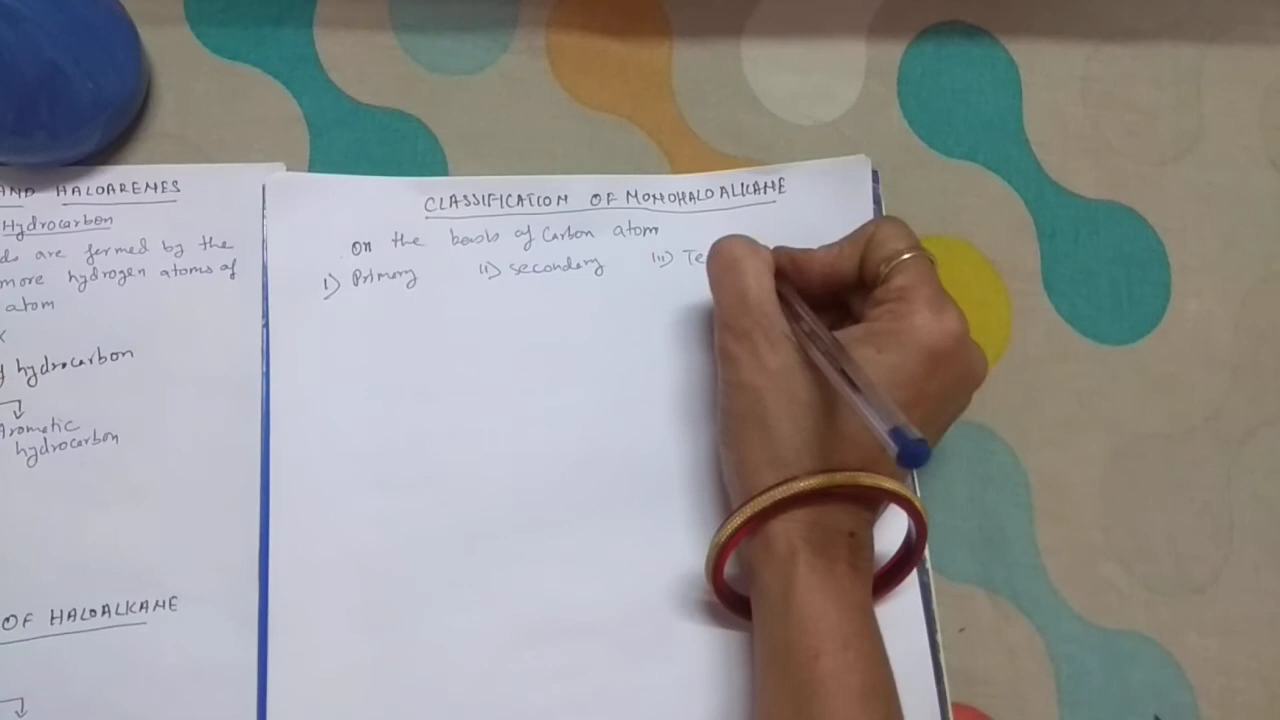 AND HALOARENES
Hydrocarbon
ds are formed by the
more hydrogen atoms of
atom
X
hydrocarbon
Aromatic
hydrocarbon
OF HALOALKANE
CLASSIFICATION OF MONOHALOALKANE
on the basis of Carbon atom
I) Primary II) secondary III) Te